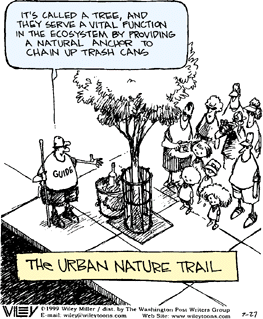 IT'S CALLED A TREE, AND
THEY SERVE A VITAL FUNCTION
IN THE ECOSYSTEM BY PROVIDING
A NATURAL ANCHOR TO
CHAIN UP TRASH CANS
GUIDE
THE URBAN NATURE TRAIL
WILEY ©1999 Wiley Miller / dist. by The Washington Post Writers Group
E-mail: wiley@wileytoons.com Web Site: www.wileytoons.com 7-27